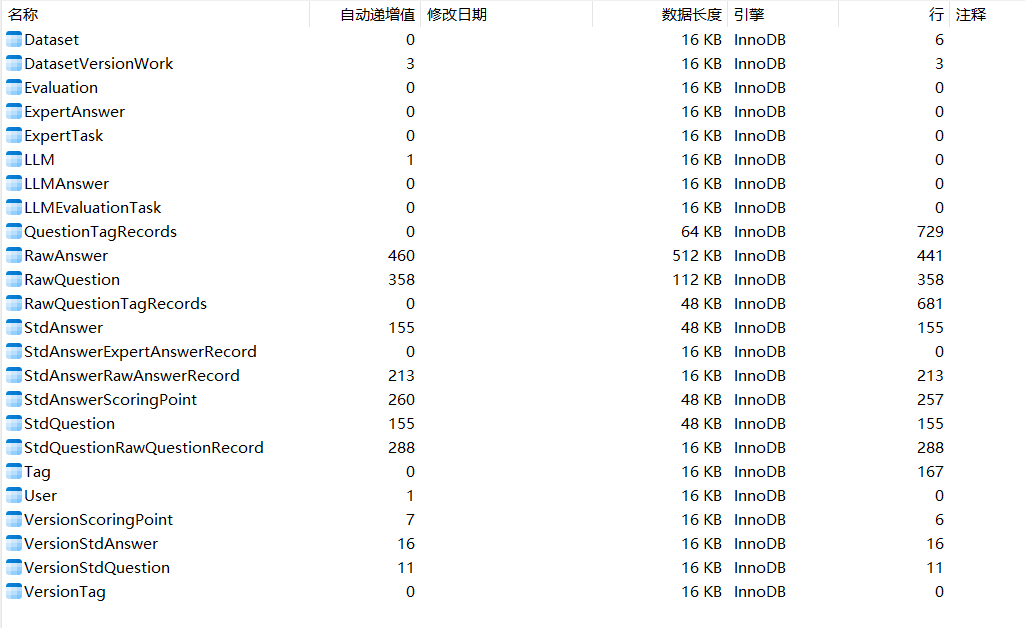 名称 自动递增值 修改日期 数据长度 引擎 行 注释
Dataset 0 16 KB InnoDB 6
DatasetVersionWork 3 16 KB InnoDB 3
Evaluation 0 16 KB InnoDB 0
ExpertAnswer 0 16 KB InnoDB 0
ExpertTask 0 16 KB InnoDB 0
LLM 1 16 KB InnoDB 0
LLMAnswer 0 16 KB InnoDB 0
LLMEvaluationTask 0 16 KB InnoDB 0
QuestionTagRecords 0 64 KB InnoDB 729
RawAnswer 460 512 KB InnoDB 441
RawQuestion 358 112 KB InnoDB 358
RawQuestionTagRecords 0 48 KB InnoDB 681
StdAnswer 155 48 KB InnoDB 155
StdAnswerExpertAnswerRecord 0 16 KB InnoDB 0
StdAnswerRawAnswerRecord 213 16 KB InnoDB 213
StdAnswerScoringPoint 260 48 KB InnoDB 257
StdQuestion 155 48 KB InnoDB 155
StdQuestionRawQuestionRecord 288 16 KB InnoDB 288
Tag 0 16 KB InnoDB 167
User 1 16 KB InnoDB 0
VersionScoringPoint 7 16 KB InnoDB 6
VersionStdAnswer 16 16 KB InnoDB 16
VersionStdQuestion 11 16 KB InnoDB 11
VersionTag 0 16 KB InnoDB 0